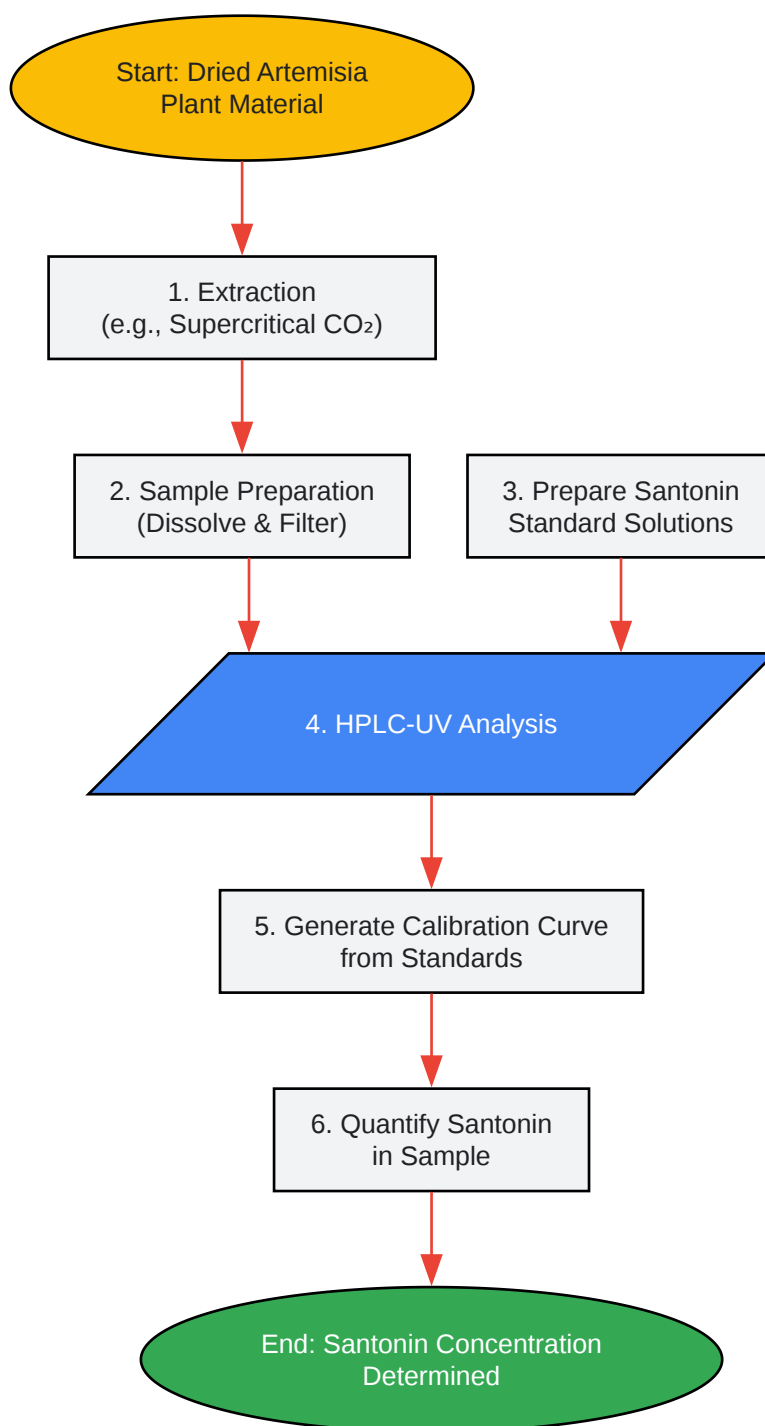 Start: Dried Artemisia
Plant Material
1. Extraction
(e.g., Supercritical CO₂)
2. Sample Preparation
(Dissolve & Filter)
3. Prepare Santonin
Standard Solutions
4. HPLC-UV Analysis
5. Generate Calibration Curve
from Standards
6. Quantify Santonin
in Sample
End: Santonin Concentration
Determined